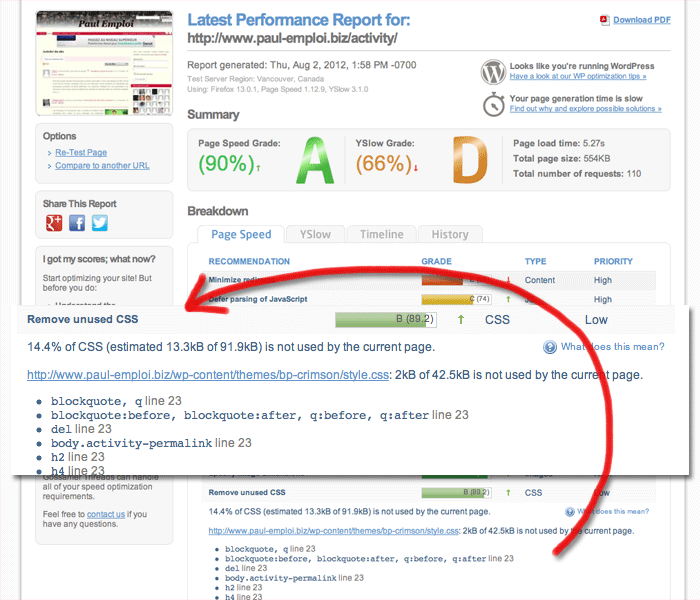 Paul Emploi
Latest Performance Report for:
http://www.paul-emploi.biz/activity/
Download PDF
Report generated: Thu, Aug 2, 2012, 1:58 PM -0700
Test Server Region: Vancouver, Canada
Using: Firefox 13.0.1, Page Speed 1.12.9, YSlow 3.1.0
Looks like you're running WordPress
Have a look at our WP optimization tips »
Your page generation time is slow
Find out why and explore possible solutions »
Options
› Re-Test Page
› Compare to another URL
Share This Report
I got my scores; what now?
Start optimizing your site! But
before you do:
Summary
Page Speed Grade:
(90%)↑
A
YSlow Grade:
(66%)↓
D
Page load time: 5.27s
Total page size: 554KB
Total number of requests: 110
Breakdown
Page Speed
YSlow
Timeline
History
RECOMMENDATION GRADE TYPE PRIORITY
Minimize ↓ Content High
Defer parsing of JavaScript C (74) ↑ High
Remove unused CSS B (89.2) ↑ CSS Low
14.4% of CSS (estimated 13.3kB of 91.9kB) is not used by the current page.
What does this mean?
http://www.paul-emploi.biz/wp-content/themes/bp-crimson/style.css: 2kB of 42.5kB is not used by the current page.
• blockquote, q line 23
• blockquote:before, blockquote:after, q:before, q:after line 23
• del line 23
• body.activity-permalink line 23
• h2 line 23
• h4 line 23
Gossamer Threads can handle
all of your speed optimization
requirements.
Feel free to contact us if you
have any questions.
Remove unused CSS B (89.2) ↑ CSS Low
14.4% of CSS (estimated 13.3kB of 91.9kB) is not used by the current page.
What does this mean?
http://www.paul-emploi.biz/wp-content/themes/bp-crimson/style.css: 2kB of 42.5kB is not used by the current page.
• blockquote, q line 23
• blockquote:before, blockquote:after, q:before, q:after line 23
• del line 23
• body.activity-permalink line 23
• h2 line 23
• h4 line 23